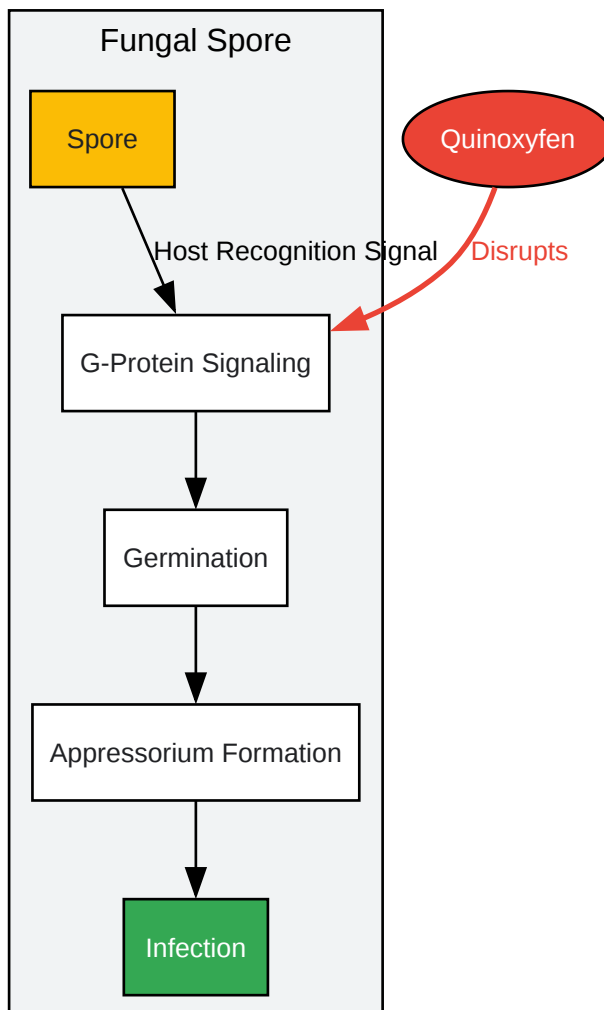 Fungal Spore
Spore
Quinoxyfen
Host Recognition Signal
Disrupts
G-Protein Signaling
Germination
Appressorium Formation
Infection